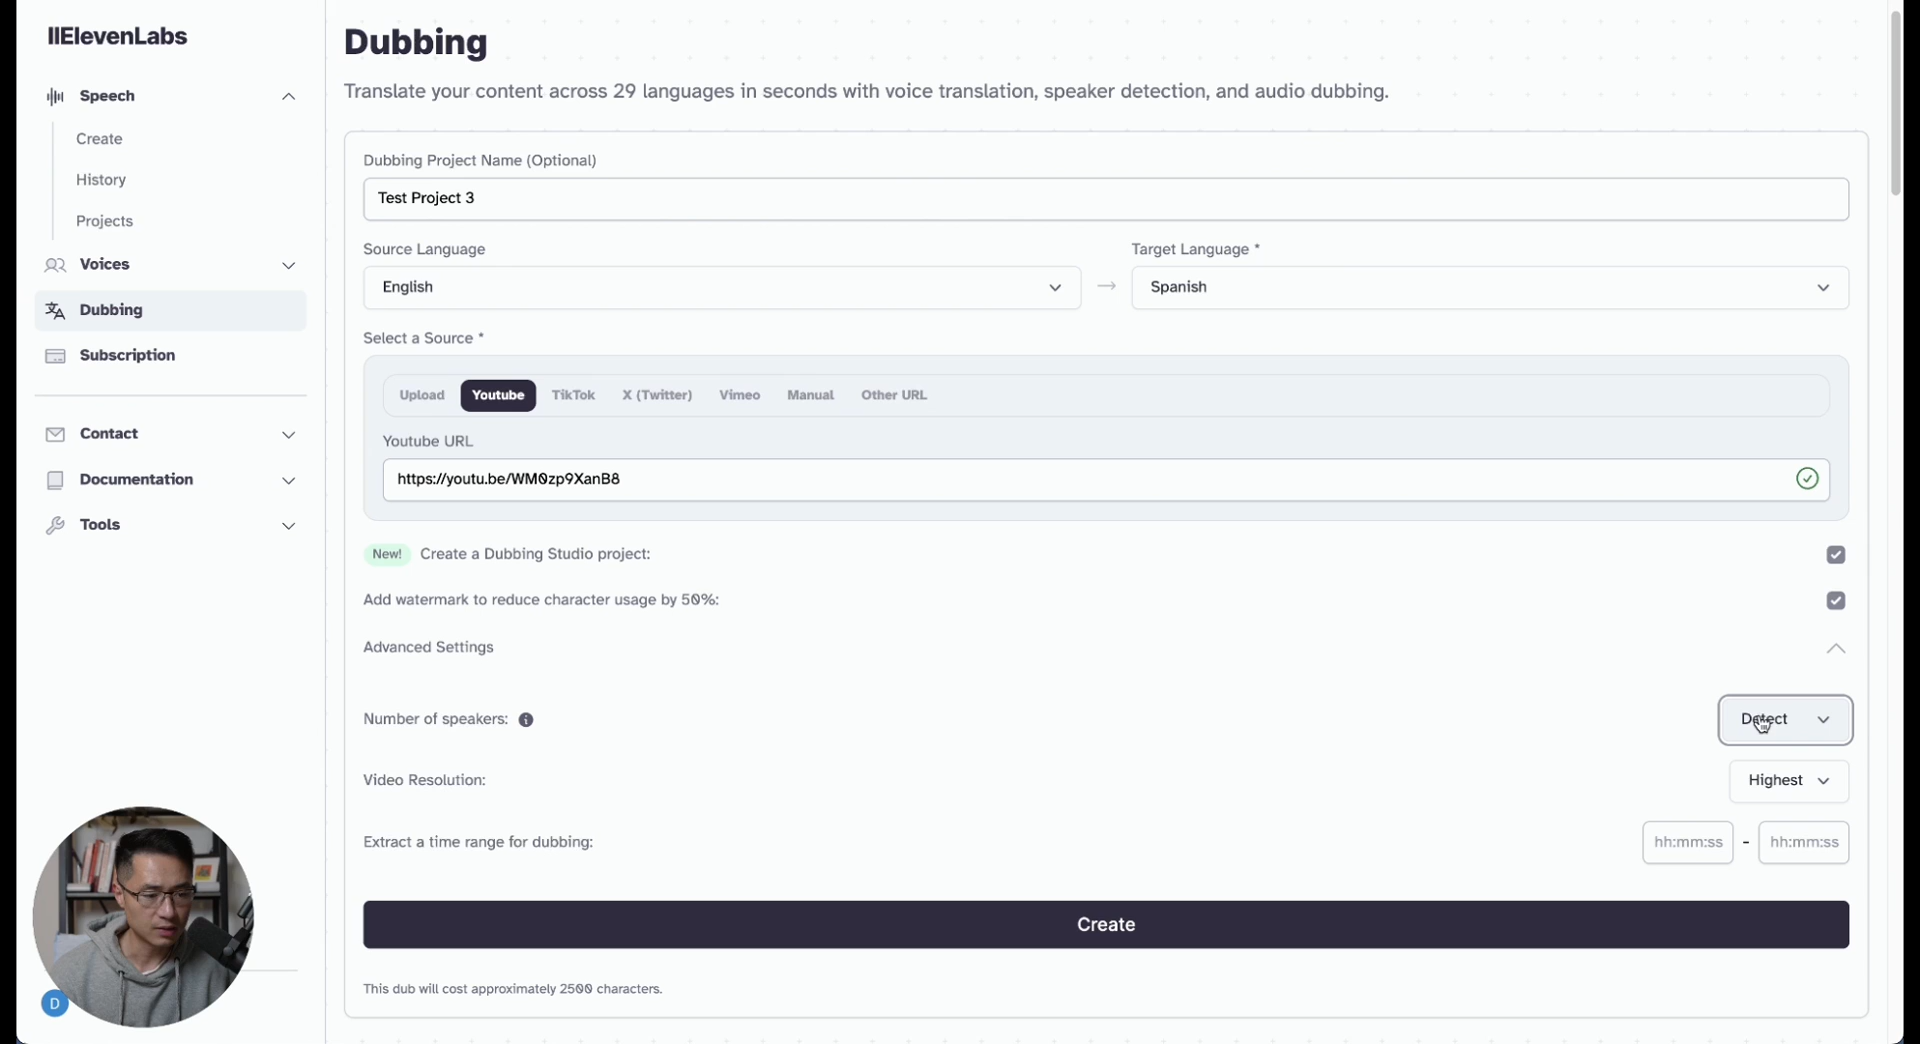 IIElevenLabs
Speech
Create
History
Projects
Voices
Dubbing
Subscription
Contact
Documentation
Tools
D
Dubbing
Translate your content across 29 languages in seconds with voice translation, speaker detection, and audio dubbing.
Dubbing Project Name (Optional)
Test Project 3
Source Language
Target Language *
English
Spanish
Select a Source *
Upload Youtube TikTok X (Twitter) Vimeo Manual Other URL
Youtube URL
https://youtu.be/WM0zp9XanB8
New! Create a Dubbing Studio project:
Add watermark to reduce character usage by 50%:
Advanced Settings
Number of speakers: Detect
Video Resolution: Highest
Extract a time range for dubbing: hh:mm:ss - hh:mm:ss
Create
This dub will cost approximately 2500 characters.